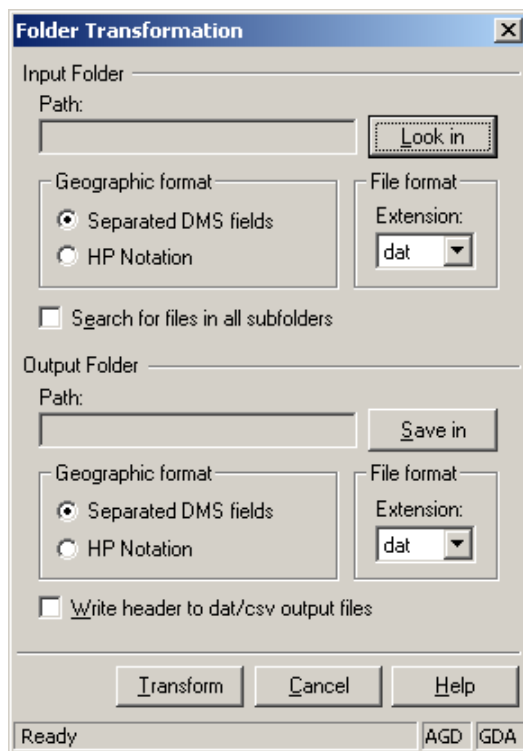 Folder Transformation
Input Folder
Path:
Look in
Geographic format
File format
Separated DMS fields
Extension:
HP Notation
dat
Search for files in all subfolders
Output Folder
Path:
Save in
Geographic format
File format
Separated DMS fields
Extension:
HP Notation
dat
Write header to dat/csv output files
Transform Cancel Help
Ready AGD GDA